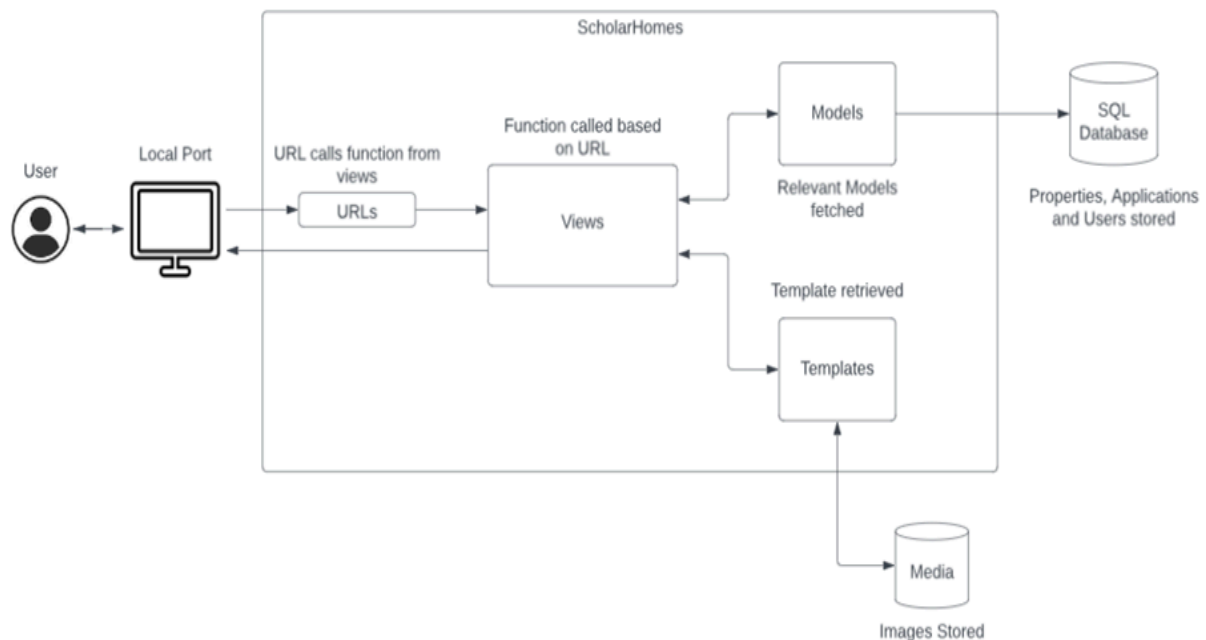 ScholarHomes
User
Local Port
URL calls function from
views
URLs
Function called based
on URL
Views
Models
Relevant Models
fetched
SQL
Database
Properties, Applications
and Users stored
Template retrieved
Templates
Media
Images Stored